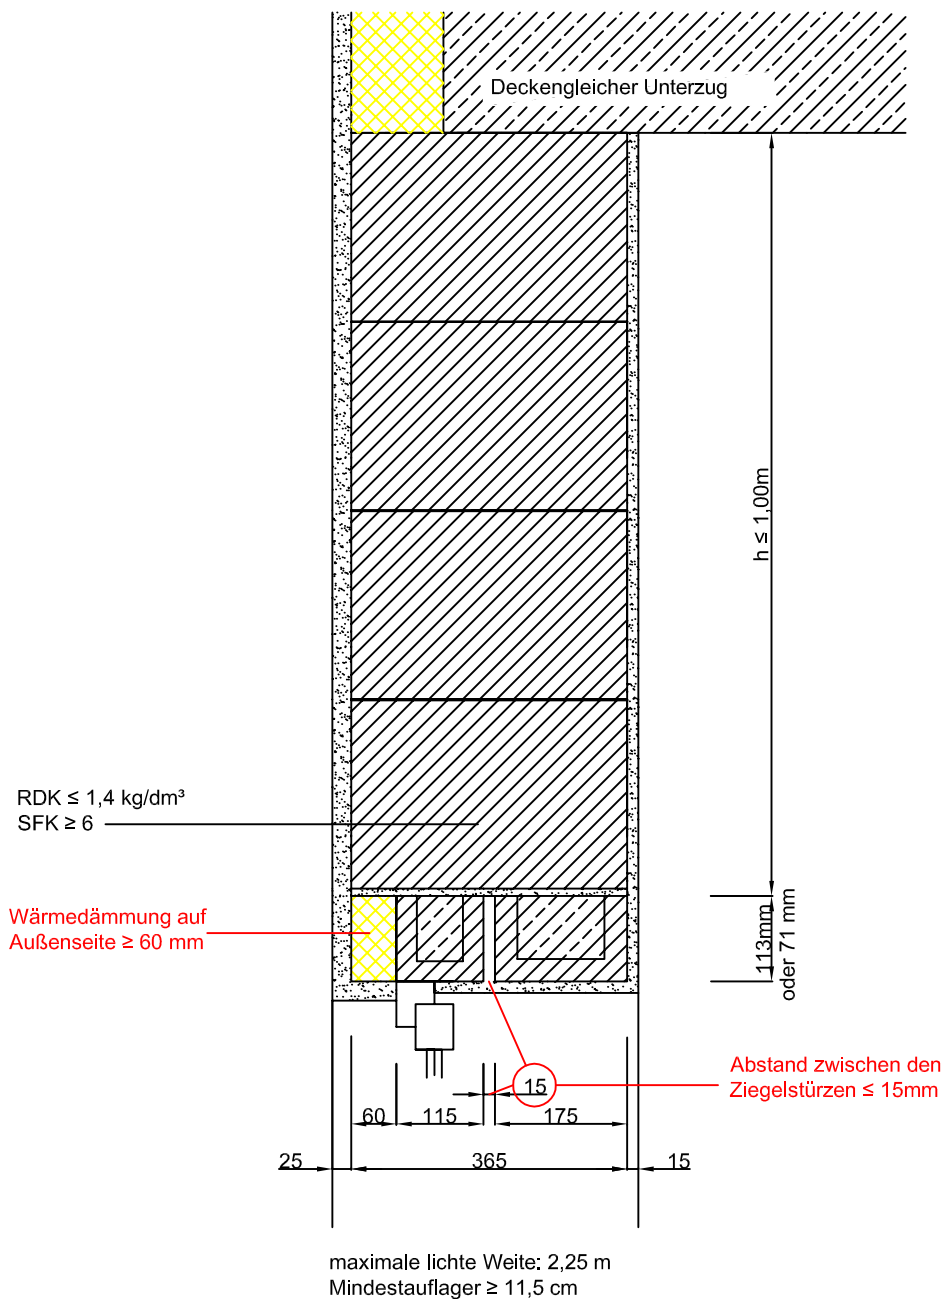 Deckengleicher Unterzug
h ≤ 1,00m
RDK ≤ 1,4 kg/dm³
SFK ≥ 6
Wärmedämmung auf
Außenseite ≥ 60 mm
113mm
oder 71 mm
Abstand zwischen den
Ziegelstürzen ≤ 15mm
15
60
115
175
25
365
15
maximale lichte Weite: 2,25 m
Mindestauflager ≥ 11,5 cm